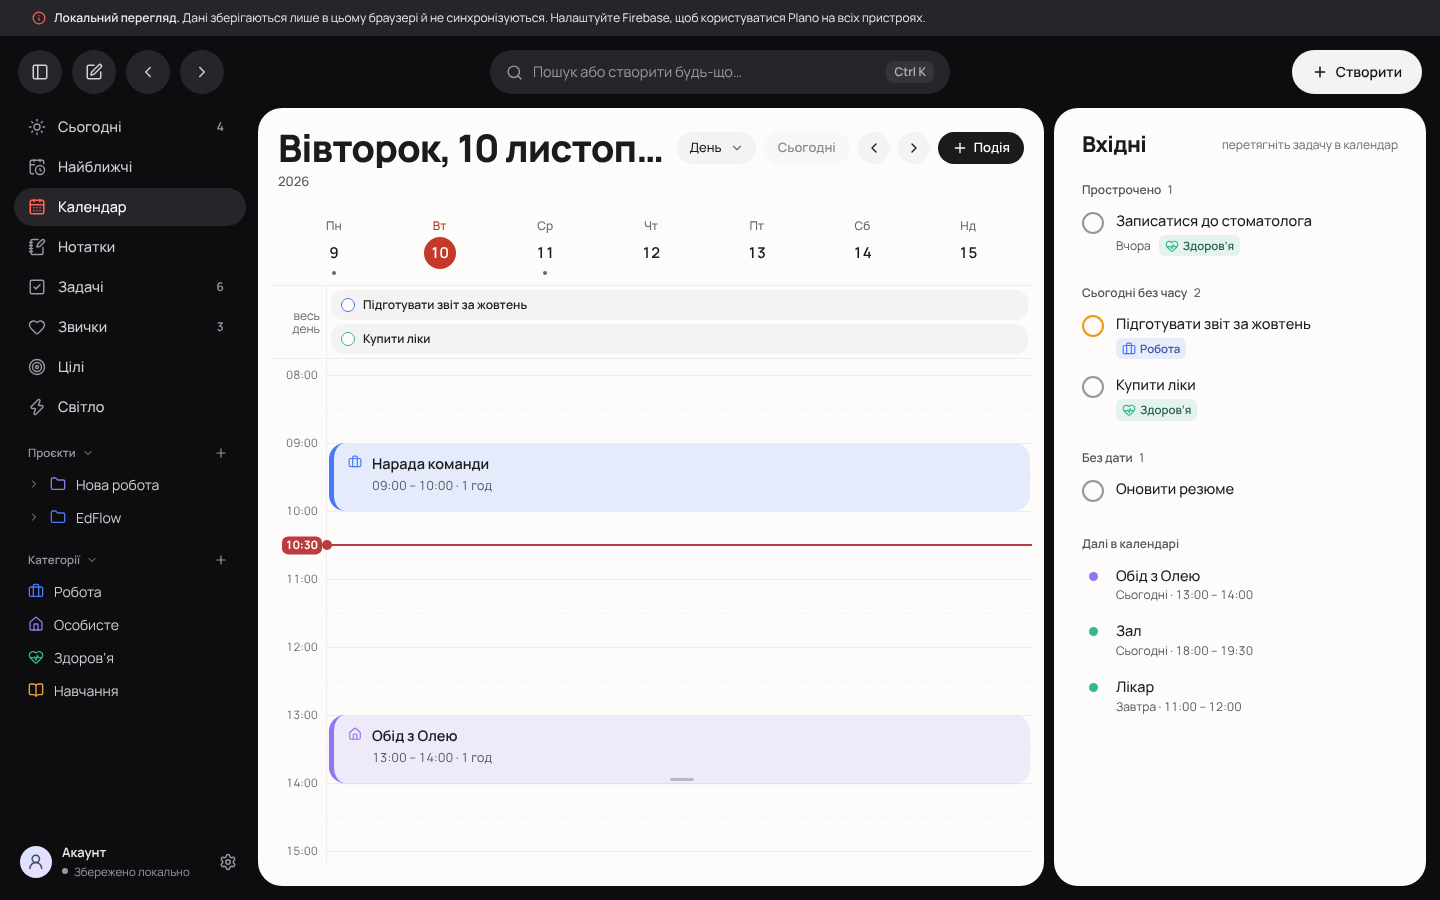 Локальний перегляд. Дані зберігаються лише в цьому браузері й не синхронізуються. Налаштуйте Firebase, щоб користуватися Plano на всіх пристроях.
Пошук або створити будь-що...
Ctrl K
Створити
Сьогодні 4
Найближчі
Календар
Нотатки
Задачі 6
Звички 3
Цілі
Світло
Проєкти
Нова робота
EdFlow
Категорії
Робота
Особисте
Здоров'я
Навчання
Акаунт
Збережено локально
Вівторок, 10 листоп...
2026
День
Сьогодні
Подія
Пн Вт Ср Чт Пт Сб Нд
9 10 11 12 13 14 15
весь
день
Підготувати звіт за жовтень
Купити ліки
08:00
09:00
Нарада команди
09:00 – 10:00 · 1 год
10:00
10:30
11:00
12:00
13:00
Обід з Олею
13:00 – 14:00 · 1 год
14:00
15:00
Вхідні
перетягніть задачу в календар
Прострочено 1
Записатися до стоматолога
Вчора Здоров'я
Сьогодні без часу 2
Підготувати звіт за жовтень
Робота
Купити ліки
Здоров'я
Без дати 1
Оновити резюме
Далі в календарі
Обід з Олею
Сьогодні · 13:00 – 14:00
Зал
Сьогодні · 18:00 – 19:30
Лікар
Завтра · 11:00 – 12:00